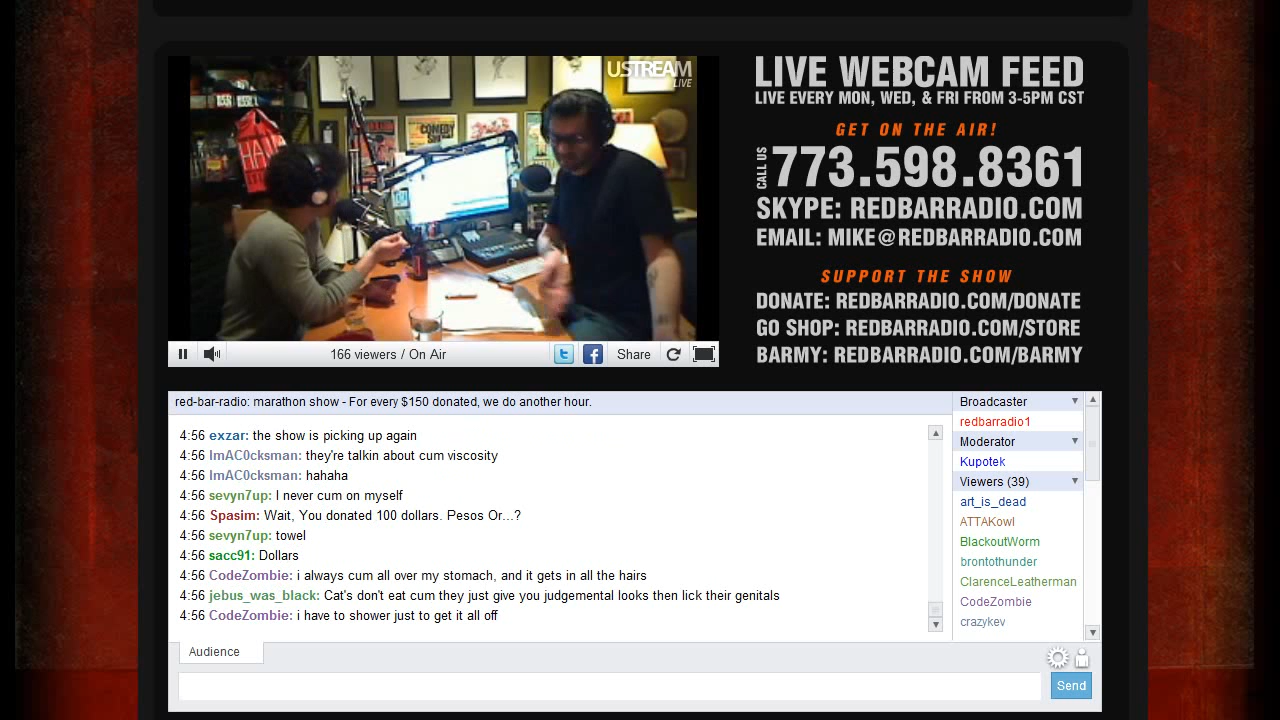 USTREAM
LIVE
HAHA
COMEDY
166 viewers / On Air
Share
LIVE WEBCAM FEED
LIVE EVERY MON, WED, & FRI FROM 3-5PM CST
GET ON THE AIR!
CALL US 773.598.8361
SKYPE: REDBARRADIO.COM
EMAIL: MIKE@REDBARRADIO.COM
SUPPORT THE SHOW
DONATE: REDBARRADIO.COM/DONATE
GO SHOP: REDBARRADIO.COM/STORE
BARMY: REDBARRADIO.COM/BARMY
red-bar-radio: marathon show - For every $150 donated, we do another hour.
4:56 exzar: the show is picking up again
4:56 ImAC0cksman: they're talkin about cum viscosity
4:56 ImAC0cksman: hahaha
4:56 sevyn7up: I never cum on myself
4:56 Spasim: Wait, You donated 100 dollars. Pesos Or...?
4:56 sevyn7up: towel
4:56 sacc91: Dollars
4:56 CodeZombie: i always cum all over my stomach, and it gets in all the hairs
4:56 jebus_was_black: Cat's don't eat cum they just give you judgemental looks then lick their genitals
4:56 CodeZombie: i have to shower just to get it all off
Broadcaster
redbarradio1
Moderator
Kupotek
Viewers (39)
art_is_dead
ATTAKowl
BlackoutWorm
brontothunder
ClarenceLeatherman
CodeZombie
crazykev
Audience
Send